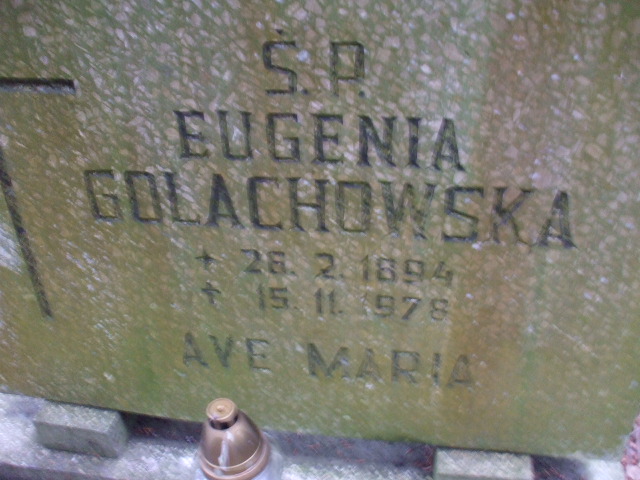 Ś.P.
EUGENIA
GOLACHOWSKA
* 28. 2. 1894
† 15. 11. 1978
AVE MARIA